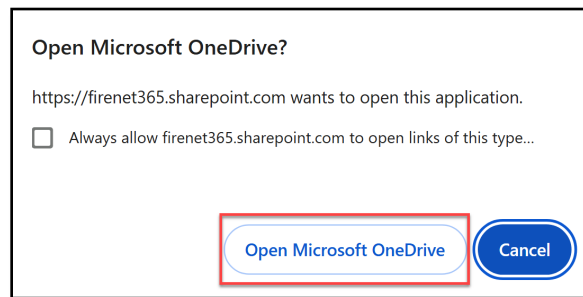 Open Microsoft OneDrive?
https://firenet365.sharepoint.com wants to open this application.
Always allow firenet365.sharepoint.com to open links of this type...
Open Microsoft OneDrive
Cancel